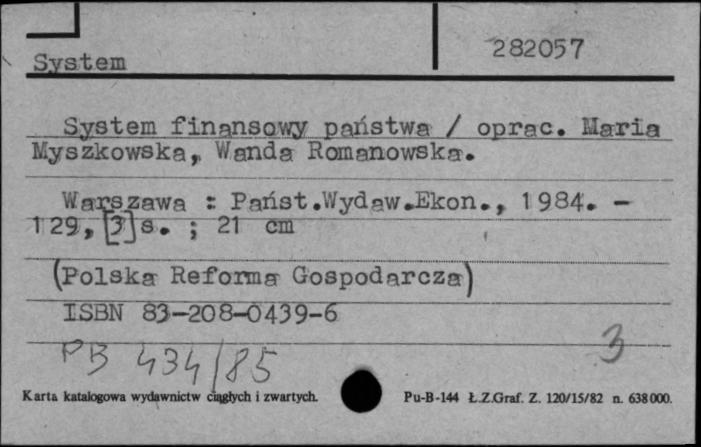 System
282057
System finansowy państwa / oprac. Maria
Myszkowska, Wanda Romanowska.
Warszawa : Państ.Wydaw.Ekon., 1984. –
129, [3] s. ; 21 cm
(Polska Reforma Gospodarcza)
ISBN 83-208-0439-6
3
PB 434/85
Karta katalogowa wydawnictw ciągłych i zwartych.
Pu-B-144 Ł.Z.Graf. Z. 120/15/82 n. 638000.